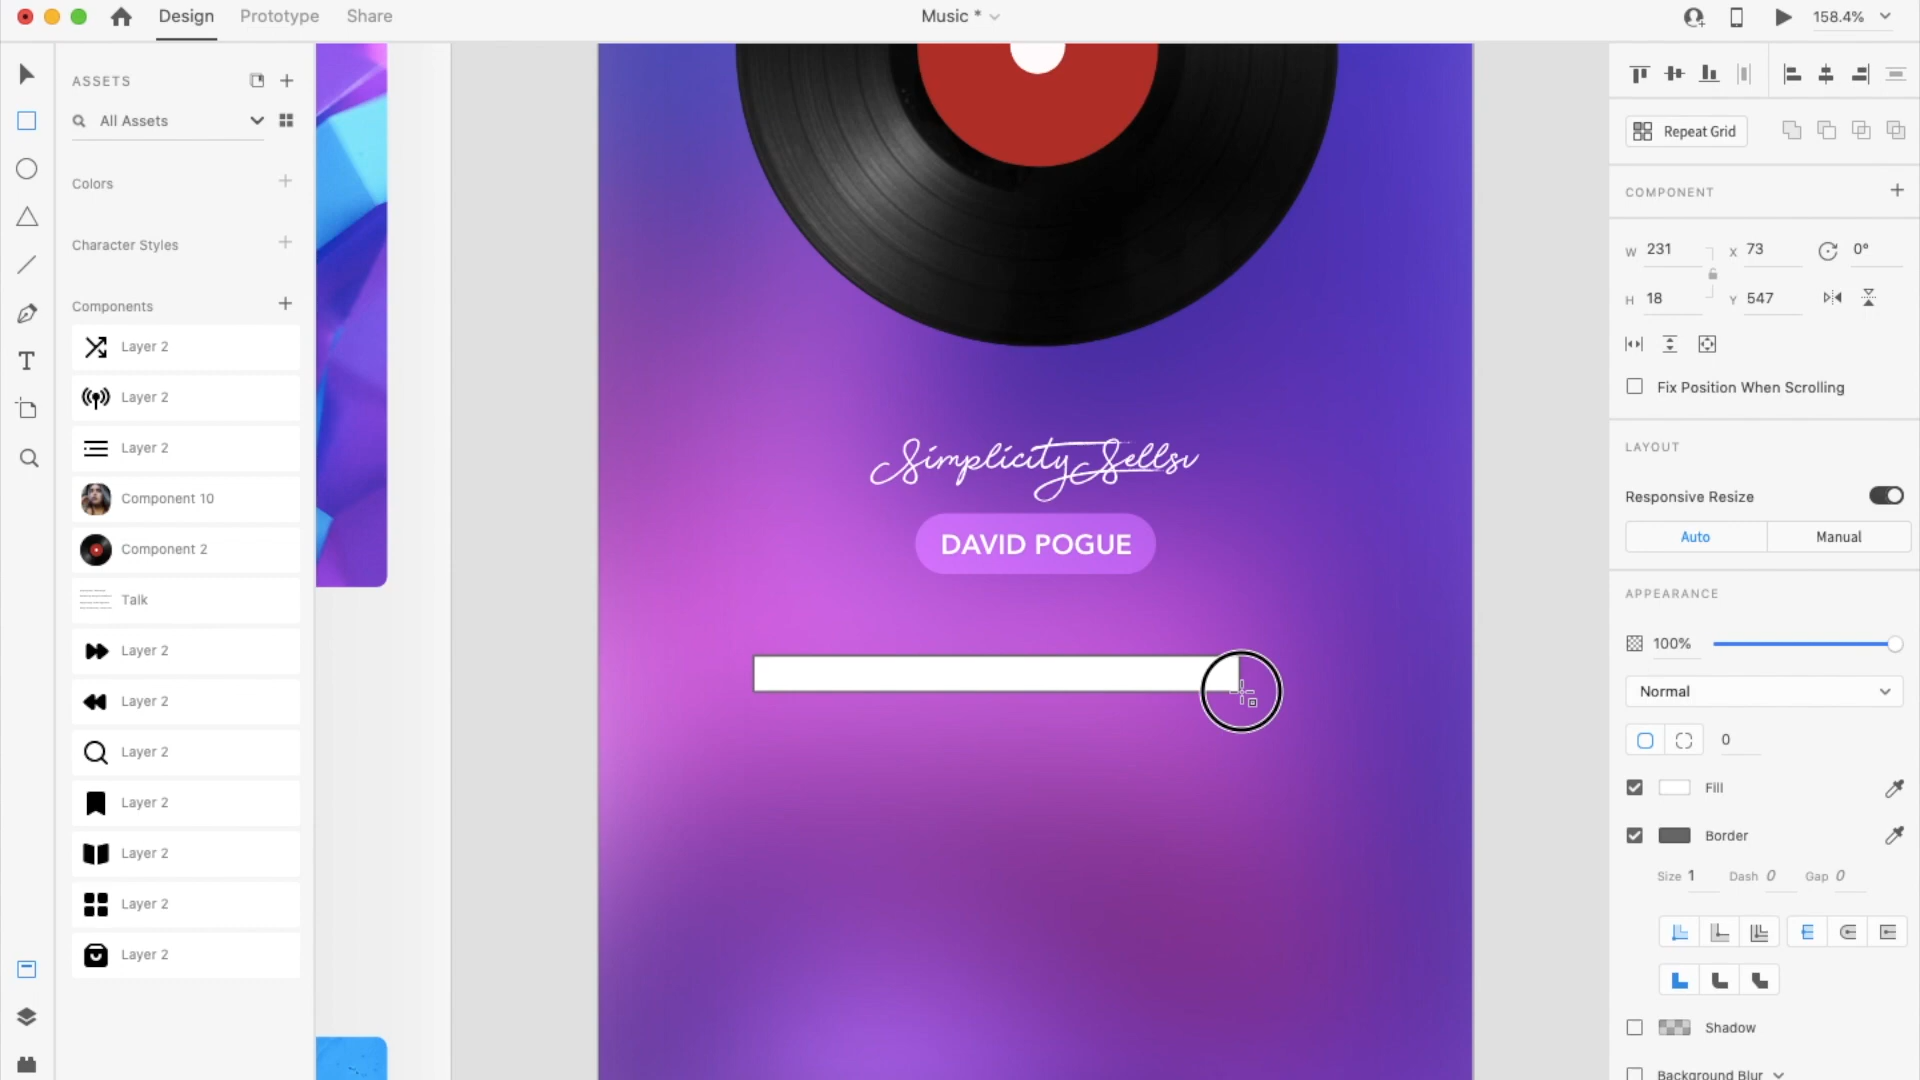 Design
Prototype
Share
Music *
158.4%
ASSETS
All Assets
Colors
Character Styles
Components
Layer 2
Layer 2
Layer 2
Component 10
Component 2
Talk
Layer 2
Layer 2
Layer 2
Layer 2
Layer 2
Layer 2
Layer 2
Simplicity Sells
DAVID POGUE
Repeat Grid
COMPONENT
W 231
X 73
0°
H 18
Y 547
Fix Position When Scrolling
LAYOUT
Responsive Resize
Auto
Manual
APPEARANCE
100%
Normal
0
Fill
Border
Size 1
Dash 0
Gap 0
Shadow
Background Blur